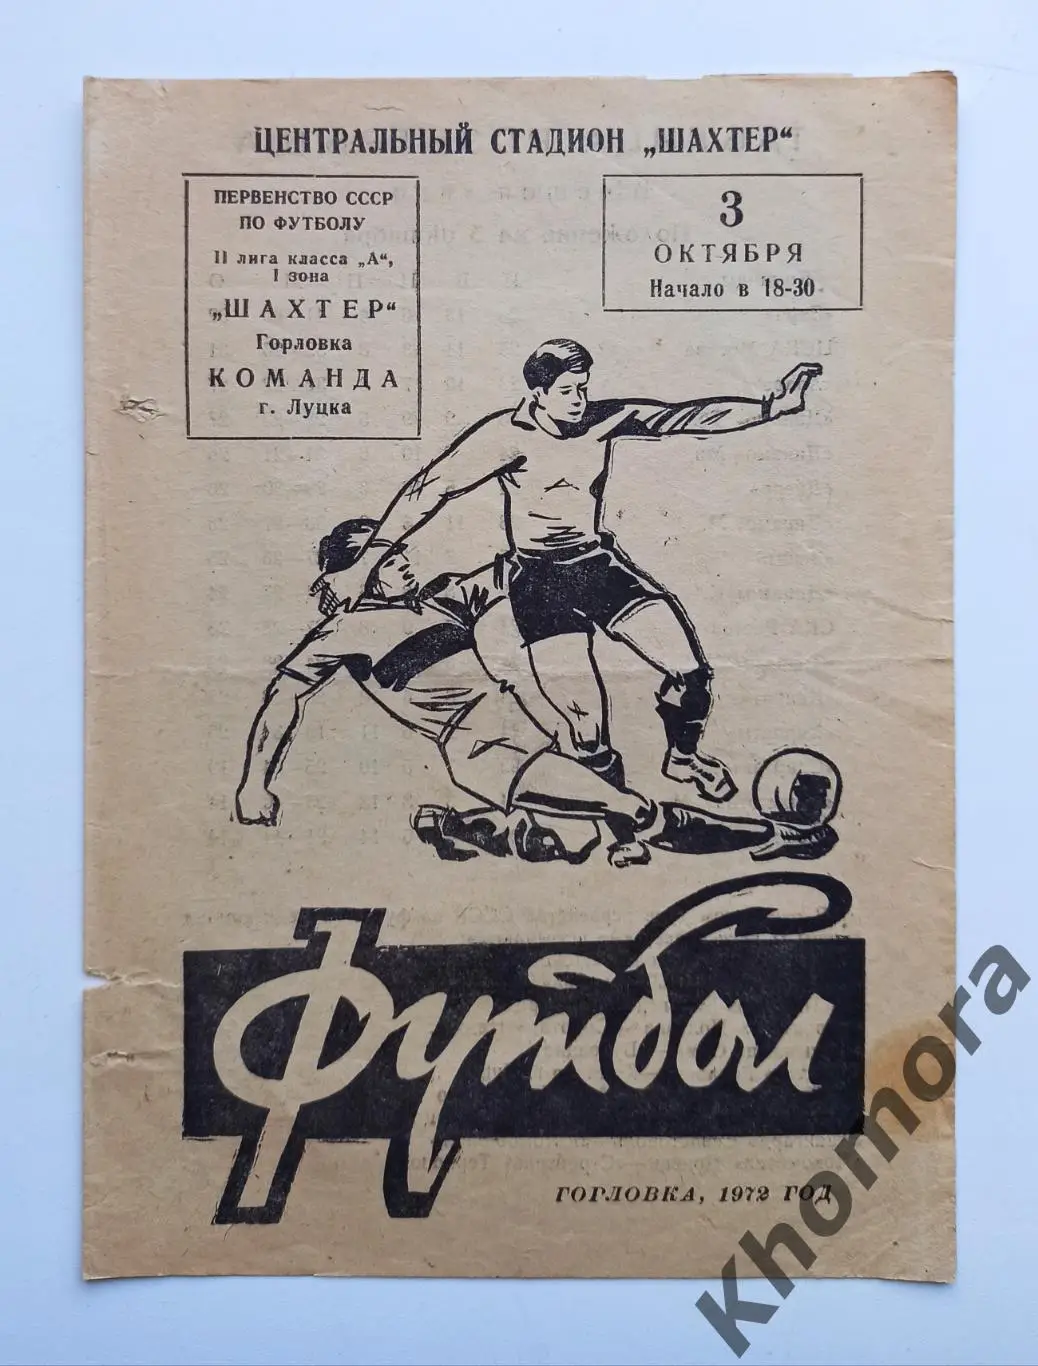 ЦЕНТРАЛЬНЫЙ СТАДИОН „ШАХТЕР“
ПЕРВЕНСТВО СССР
ПО ФУТБОЛУ
II лига класса „А“,
I зона
„ШАХТЕР“
Горловка
КОМАНДА
г. Луцка
3
ОКТЯБРЯ
Начало в 18-30
Футбол
ГОРЛОВКА, 1972 ГОД
Khomora